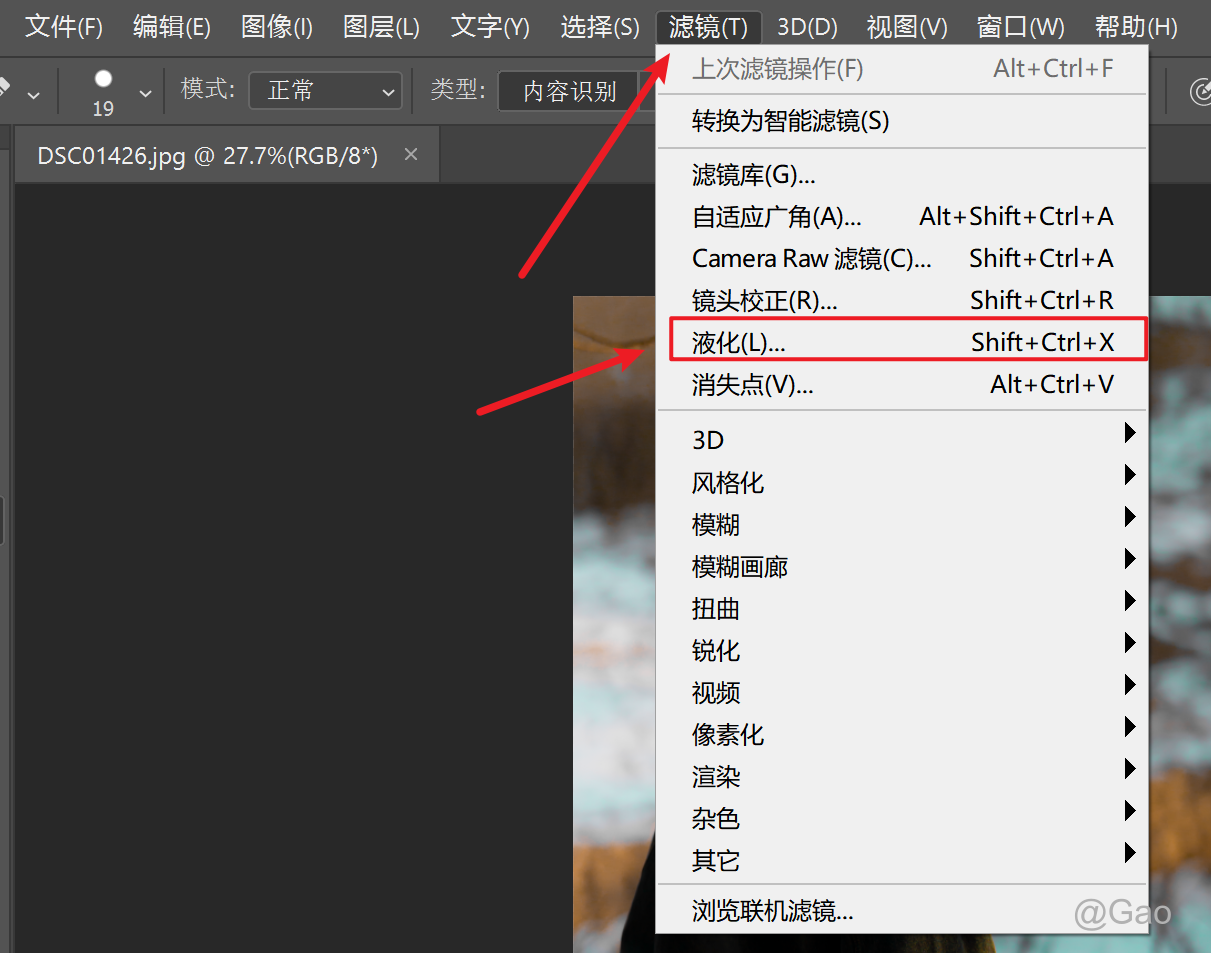 文件(F) 编辑(E) 图像(I) 图层(L) 文字(Y) 选择(S) 滤镜(T) 3D(D) 视图(V) 窗口(W) 帮助(H)
19 模式: 正常 类型: 内容识别
DSC01426.jpg @ 27.7%(RGB/8*) ×
上次滤镜操作(F) Alt+Ctrl+F
转换为智能滤镜(S)
滤镜库(G)...
自适应广角(A)... Alt+Shift+Ctrl+A
Camera Raw 滤镜(C)... Shift+Ctrl+A
镜头校正(R)... Shift+Ctrl+R
液化(L)... Shift+Ctrl+X
消失点(V)... Alt+Ctrl+V
3D
风格化
模糊
模糊画廊
扭曲
锐化
视频
像素化
渲染
杂色
其它
浏览联机滤镜...
@Gao